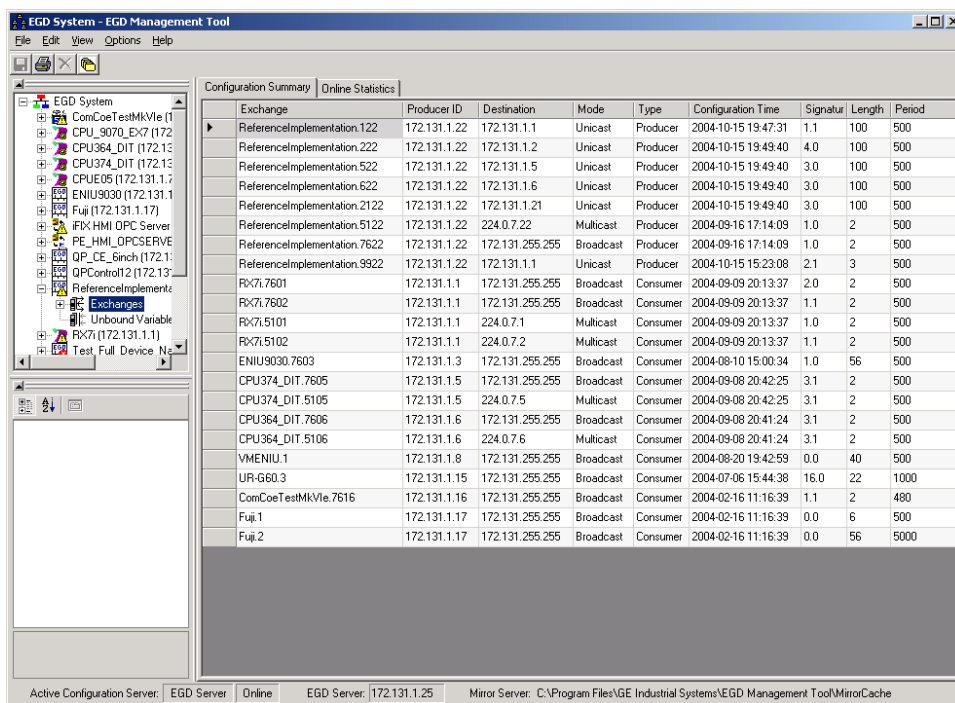 EGD System - EGD Management Tool
File Edit View Options Help
EGD System
ComCoeTestMkVIe (1
CPU_9070_EX7 (172
CPU364_DIT (172.13
CPU374_DIT (172.13
CPUE05 (172.131.1.7
ENIU9030 (172.131.1
Fuji (172.131.1.17)
iFIX HMI OPC Server
PE_HMI_OPCSERVE
QP_CE_6inch (172.1
QPControl12 (172.13
ReferenceImplementa
Exchanges
Unbound Variable
RX7i (172.131.1.1)
Test_Full_Device_Na
Configuration Summary Online Statistics
Exchange Producer ID Destination Mode Type Configuration Time Signatur Length Period
ReferenceImplementation.122 172.131.1.22 172.131.1.1 Unicast Producer 2004-10-15 19:47:31 1.1 100 500
ReferenceImplementation.222 172.131.1.22 172.131.1.2 Unicast Producer 2004-10-15 19:49:40 4.0 100 500
ReferenceImplementation.522 172.131.1.22 172.131.1.5 Unicast Producer 2004-10-15 19:49:40 3.0 100 500
ReferenceImplementation.622 172.131.1.22 172.131.1.6 Unicast Producer 2004-10-15 19:49:40 3.0 100 500
ReferenceImplementation.2122 172.131.1.22 172.131.1.21 Unicast Producer 2004-10-15 19:49:40 3.0 100 500
ReferenceImplementation.5122 172.131.1.22 224.0.7.22 Multicast Producer 2004-09-16 17:14:09 1.0 2 500
ReferenceImplementation.7622 172.131.1.22 172.131.255.255 Broadcast Producer 2004-09-16 17:14:09 1.0 2 500
ReferenceImplementation.9922 172.131.1.22 172.131.1.1 Unicast Producer 2004-10-15 15:23:08 2.1 3 500
RX7i.7601 172.131.1.1 172.131.255.255 Broadcast Consumer 2004-09-09 20:13:37 2.0 2 500
RX7i.7602 172.131.1.1 172.131.255.255 Broadcast Consumer 2004-09-09 20:13:37 1.1 2 500
RX7i.5101 172.131.1.1 224.0.7.1 Multicast Consumer 2004-09-09 20:13:37 1.0 2 500
RX7i.5102 172.131.1.1 224.0.7.2 Multicast Consumer 2004-09-09 20:13:37 1.1 2 500
ENIU9030.7603 172.131.1.3 172.131.255.255 Broadcast Consumer 2004-08-10 15:00:34 1.0 56 500
CPU374_DIT.7605 172.131.1.5 172.131.255.255 Broadcast Consumer 2004-09-08 20:42:25 3.1 2 500
CPU374_DIT.5105 172.131.1.5 224.0.7.5 Multicast Consumer 2004-09-08 20:42:25 3.1 2 500
CPU364_DIT.7606 172.131.1.6 172.131.255.255 Broadcast Consumer 2004-09-08 20:41:24 3.1 2 500
CPU364_DIT.5106 172.131.1.6 224.0.7.6 Multicast Consumer 2004-09-08 20:41:24 3.1 2 500
VMENIU.1 172.131.1.8 172.131.255.255 Broadcast Consumer 2004-08-20 19:42:59 0.0 40 500
UR-G60.3 172.131.1.15 172.131.255.255 Broadcast Consumer 2004-07-06 15:44:38 16.0 22 1000
ComCoeTestMkVIe.7616 172.131.1.16 172.131.255.255 Broadcast Consumer 2004-02-16 11:16:39 1.1 2 480
Fuji.1 172.131.1.17 172.131.255.255 Broadcast Consumer 2004-02-16 11:16:39 0.0 6 500
Fuji.2 172.131.1.17 172.131.255.255 Broadcast Consumer 2004-02-16 11:16:39 0.0 56 5000
Active Configuration Server: EGD Server Online EGD Server: 172.131.1.25 Mirror Server: C:\Program Files\GE Industrial Systems\EGD Management Tool\MirrorCache